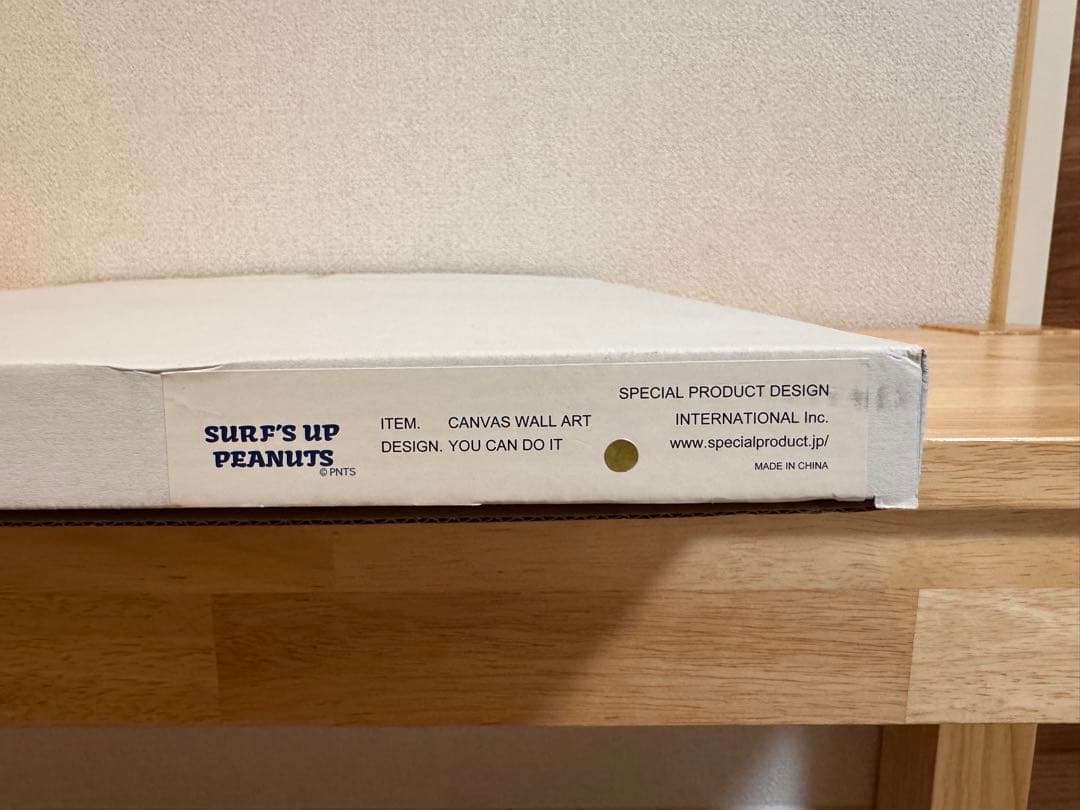 SURF'S UP
PEANUTS
© PNTS
ITEM. CANVAS WALL ART
DESIGN. YOU CAN DO IT
SPECIAL PRODUCT DESIGN
INTERNATIONAL Inc.
www.specialproduct.jp/
MADE IN CHINA